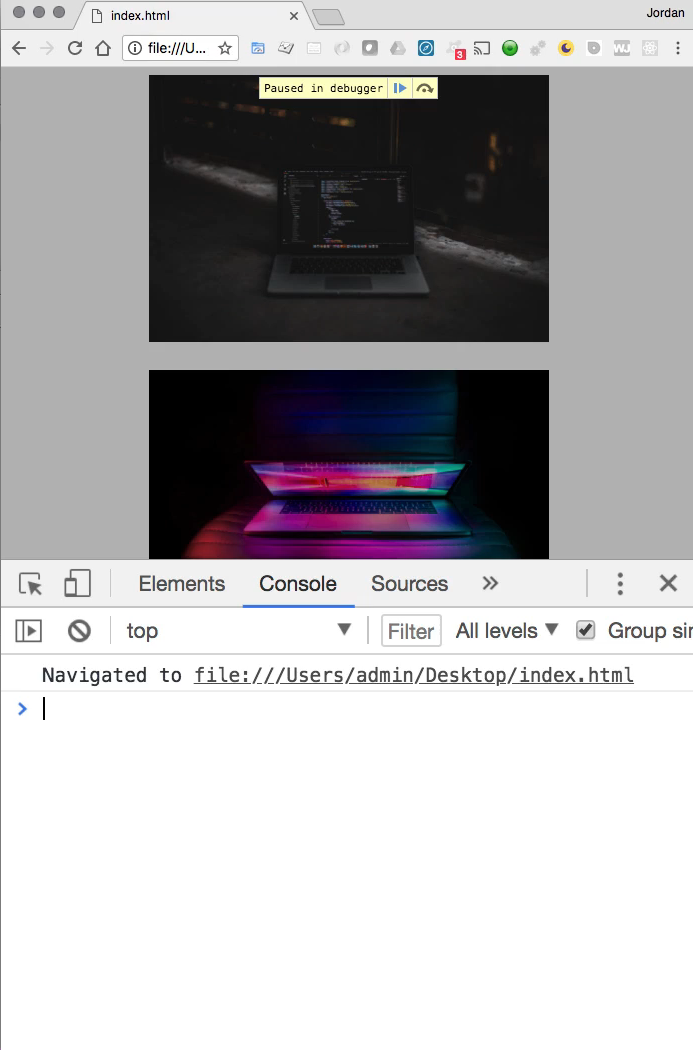 index.html
Jordan
file:///U...
3
WJ
Paused in debugger
Elements Console Sources
top Filter All levels Group sir
Navigated to file:///Users/admin/Desktop/index.html